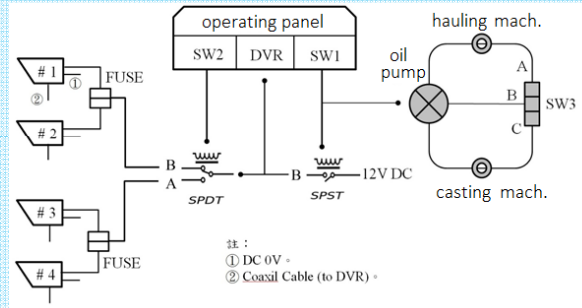 operating panel
SW2 DVR SW1
hauling mach.
oil
pump
A
B
C
SW3
casting mach.
# 1
①
②
FUSE
# 2
B
A
SPDT
B
12V DC
SPST
# 3
# 4
FUSE
註：
① DC 0V。
② Coaxil Cable (to DVR)。